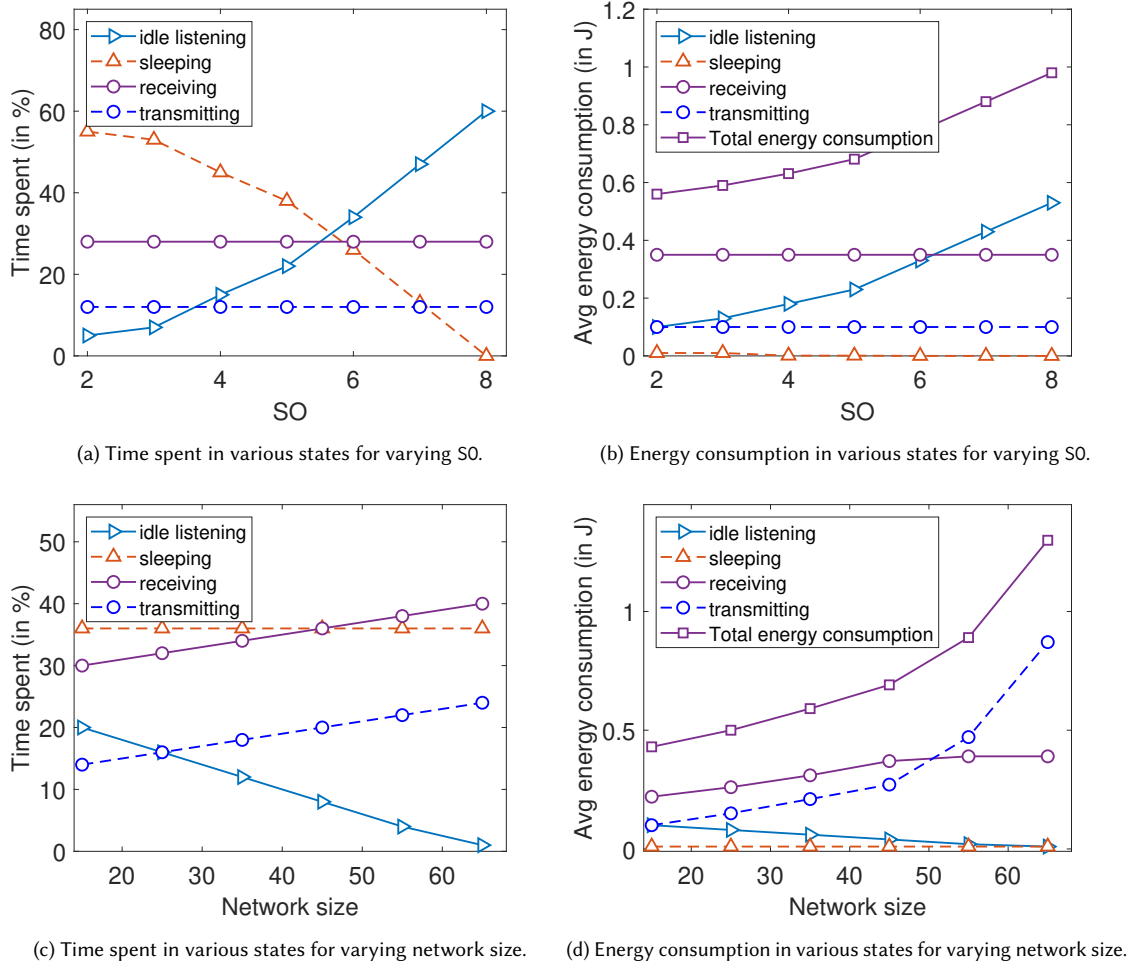 80
60
40
20
0
2
4
6
8
SO
Time spent (in %)
idle listening
sleeping
receiving
transmitting
(a) Time spent in various states for varying SO.
1.2
1
0.8
0.6
0.4
0.2
0
2
4
6
8
SO
Avg energy consumption (in J)
idle listening
sleeping
receiving
transmitting
Total energy consumption
(b) Energy consumption in various states for varying SO.
50
40
30
20
10
0
20
30
40
50
60
Network size
Time spent (in %)
idle listening
sleeping
receiving
transmitting
(c) Time spent in various states for varying network size.
1
0.5
0
20
30
40
50
60
Network size
Avg energy consumption (in J)
idle listening
sleeping
receiving
transmitting
Total energy consumption
(d) Energy consumption in various states for varying network size.